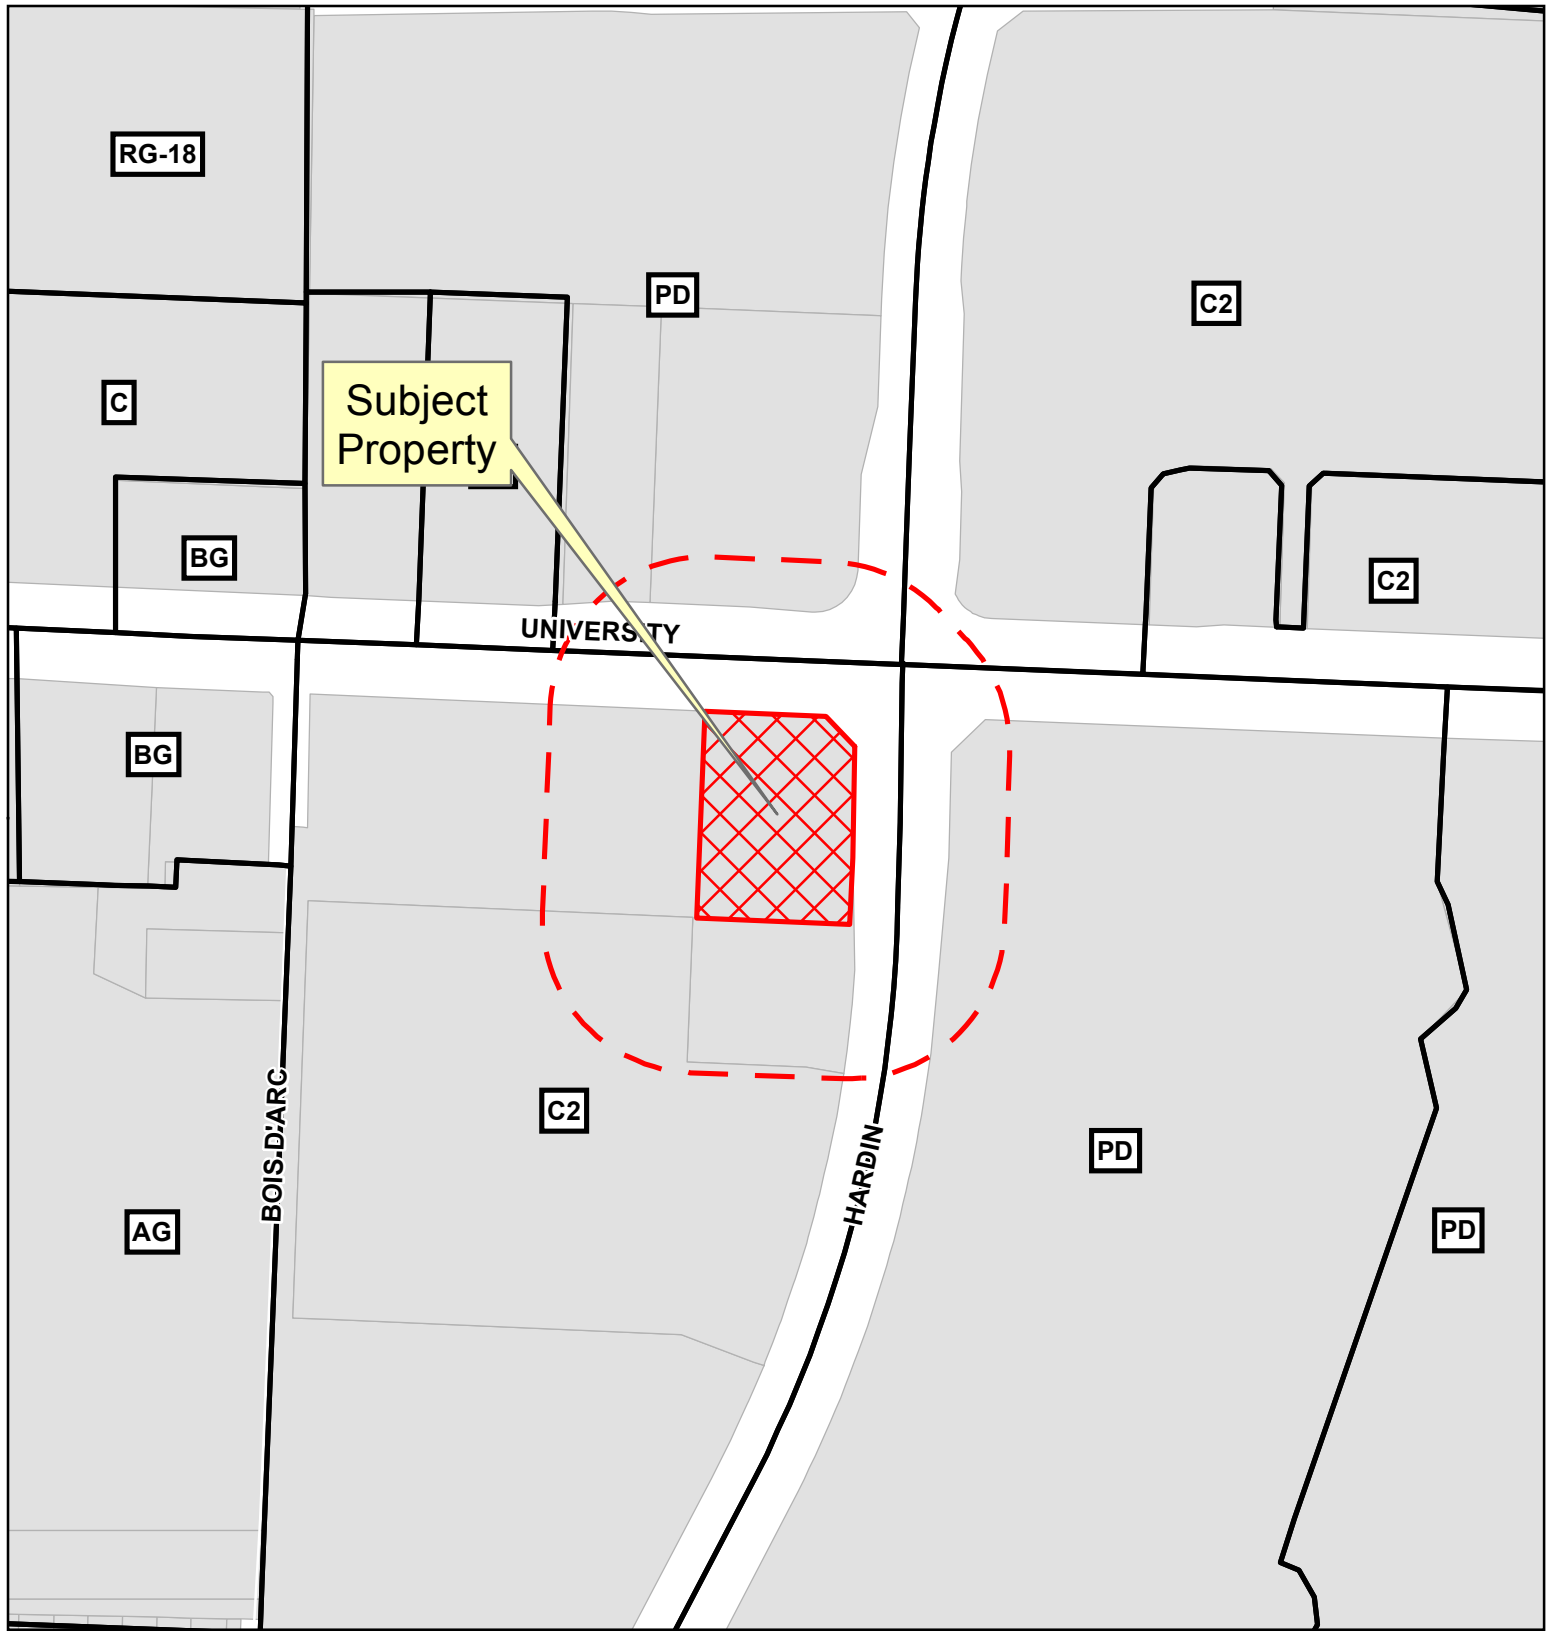 RG-18
PD
C2
C
Subject
Property
BG
C2
UNIVERSITY
BG
C2
BOIS D'ARC
HARDIN
PD
AG
PD